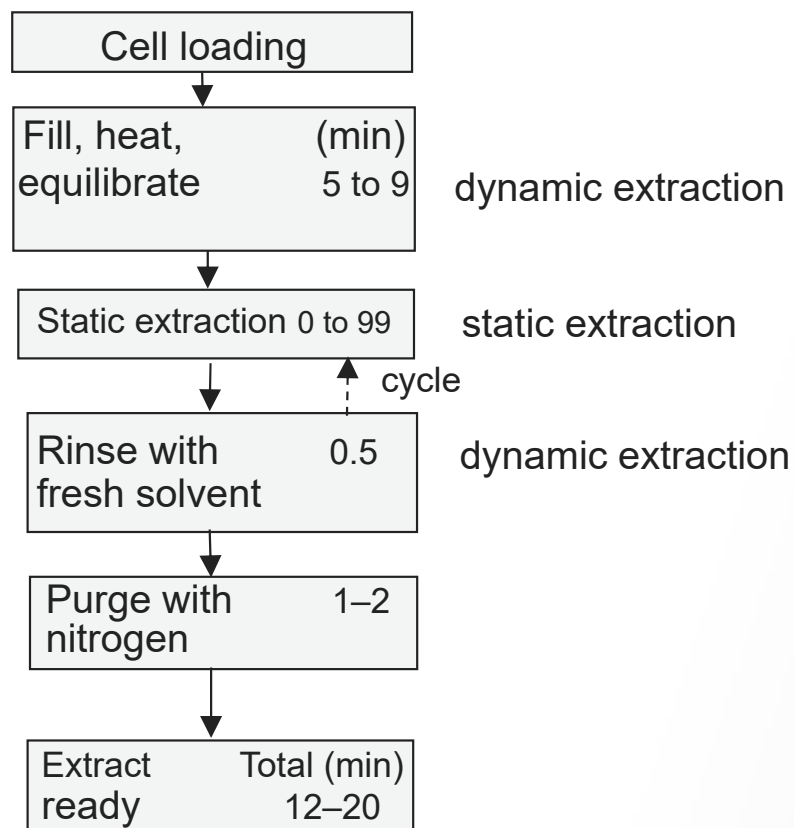 Cell loading
Fill, heat, (min)
equilibrate 5 to 9 dynamic extraction
Static extraction 0 to 99 static extraction
cycle
Rinse with 0.5 dynamic extraction
fresh solvent
Purge with 1–2
nitrogen
Extract Total (min)
ready 12–20